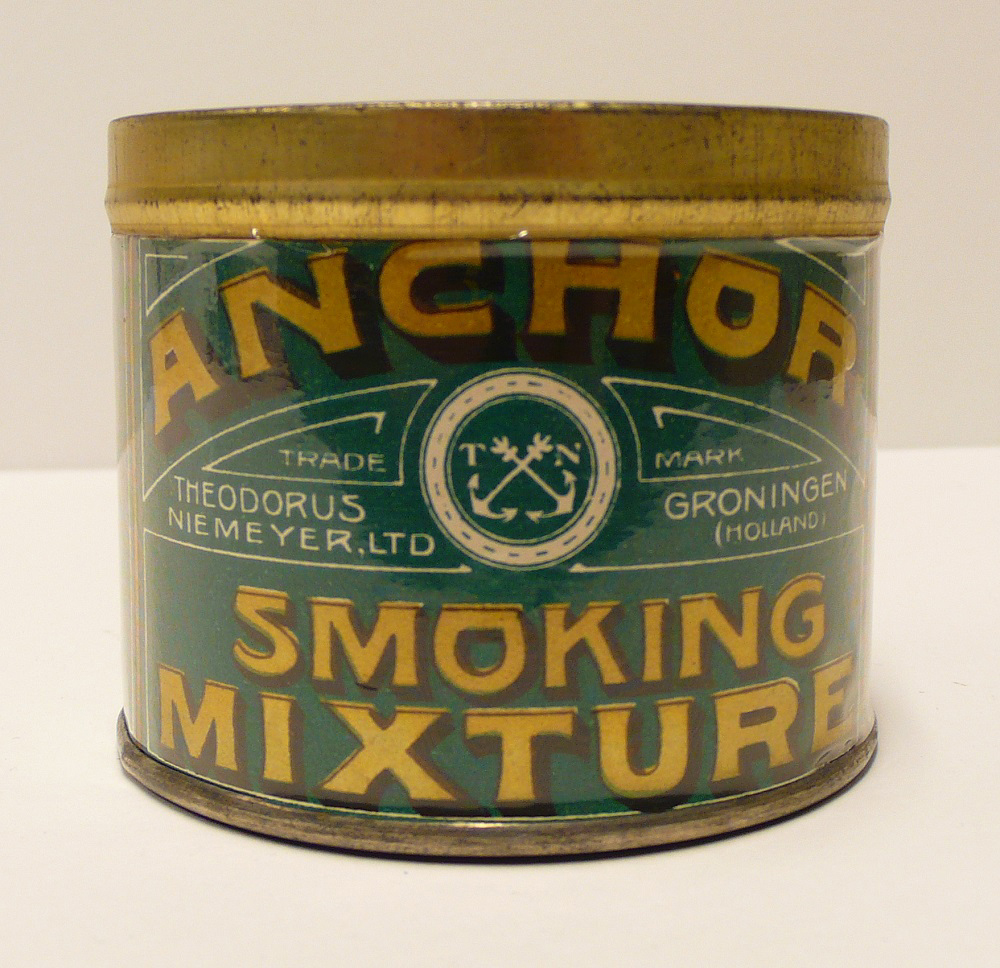 ANCHOR
T N
TRADE MARK
THEODORUS
NIEMEYER, LTD
GRONINGEN
(HOLLAND)
SMOKING
MIXTURE